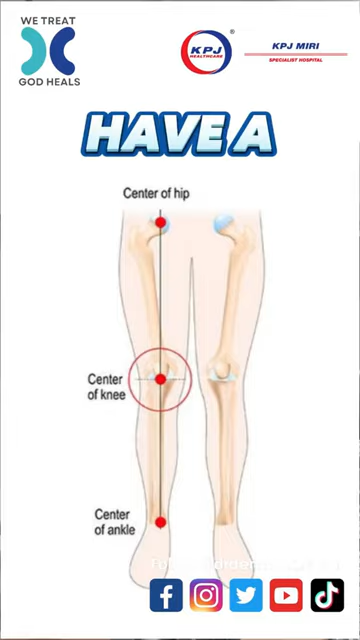 WE TREAT
GOD HEALS
KPJ
HEALTHCARE
®
KPJ MIRI
SPECIALIST HOSPITAL
HAVE A
Center of hip
Center
of knee
Center
of ankle